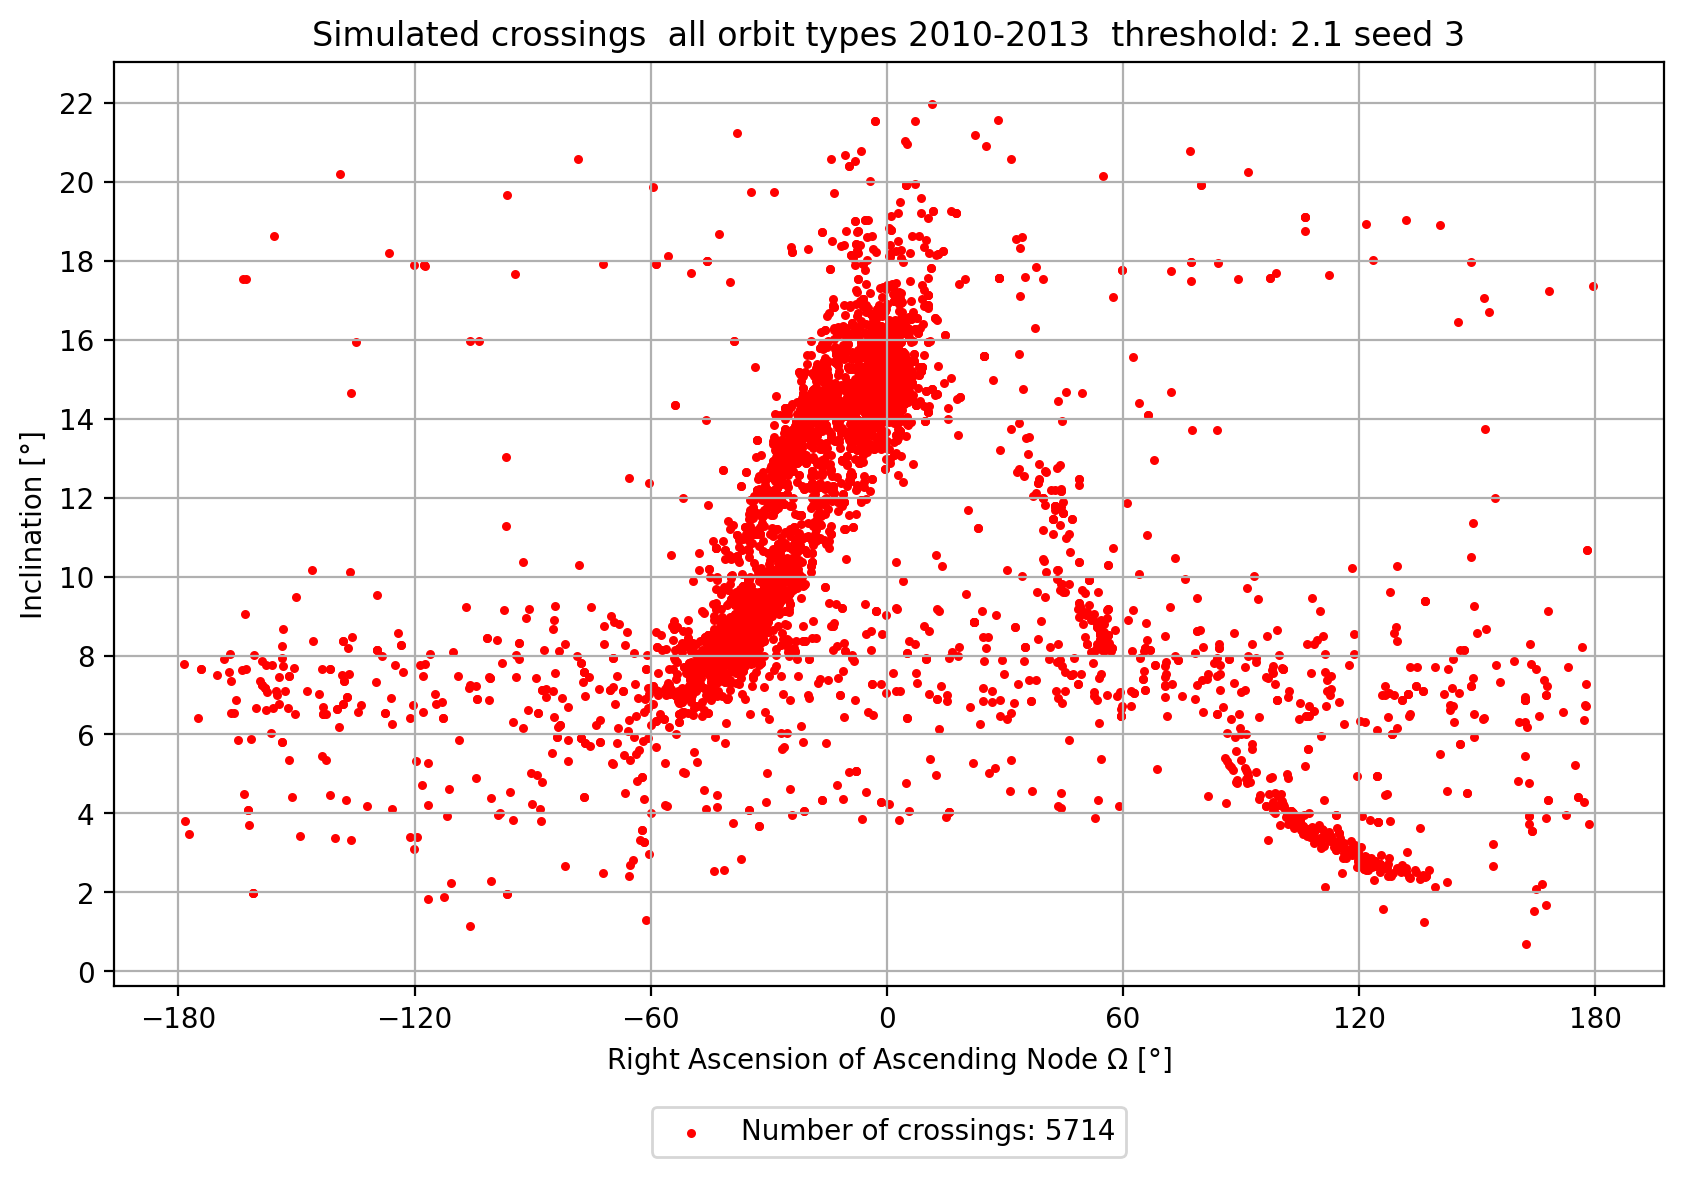 Simulated crossings  all orbit types 2010-2013  threshold: 2.1 seed 3
Inclination [°]
22
20
18
16
14
12
10
8
6
4
2
0
−180 −120 −60 0 60 120 180
Right Ascension of Ascending Node Ω [°]
Number of crossings: 5714